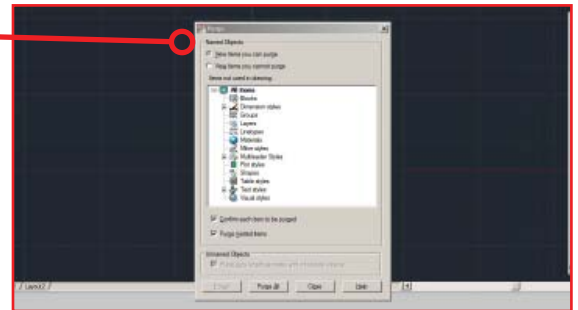 Purge
Named Objects
View items you can purge
View items you cannot purge
Items not used in drawing:
All items
Blocks
Dimension styles
Groups
Layers
Linetypes
Materials
Mline styles
Multileader Styles
Plot styles
Shapes
Table styles
Text styles
Visual styles
Confirm each item to be purged
Purge nested items
Unnamed Objects
Purge All
Close
Help